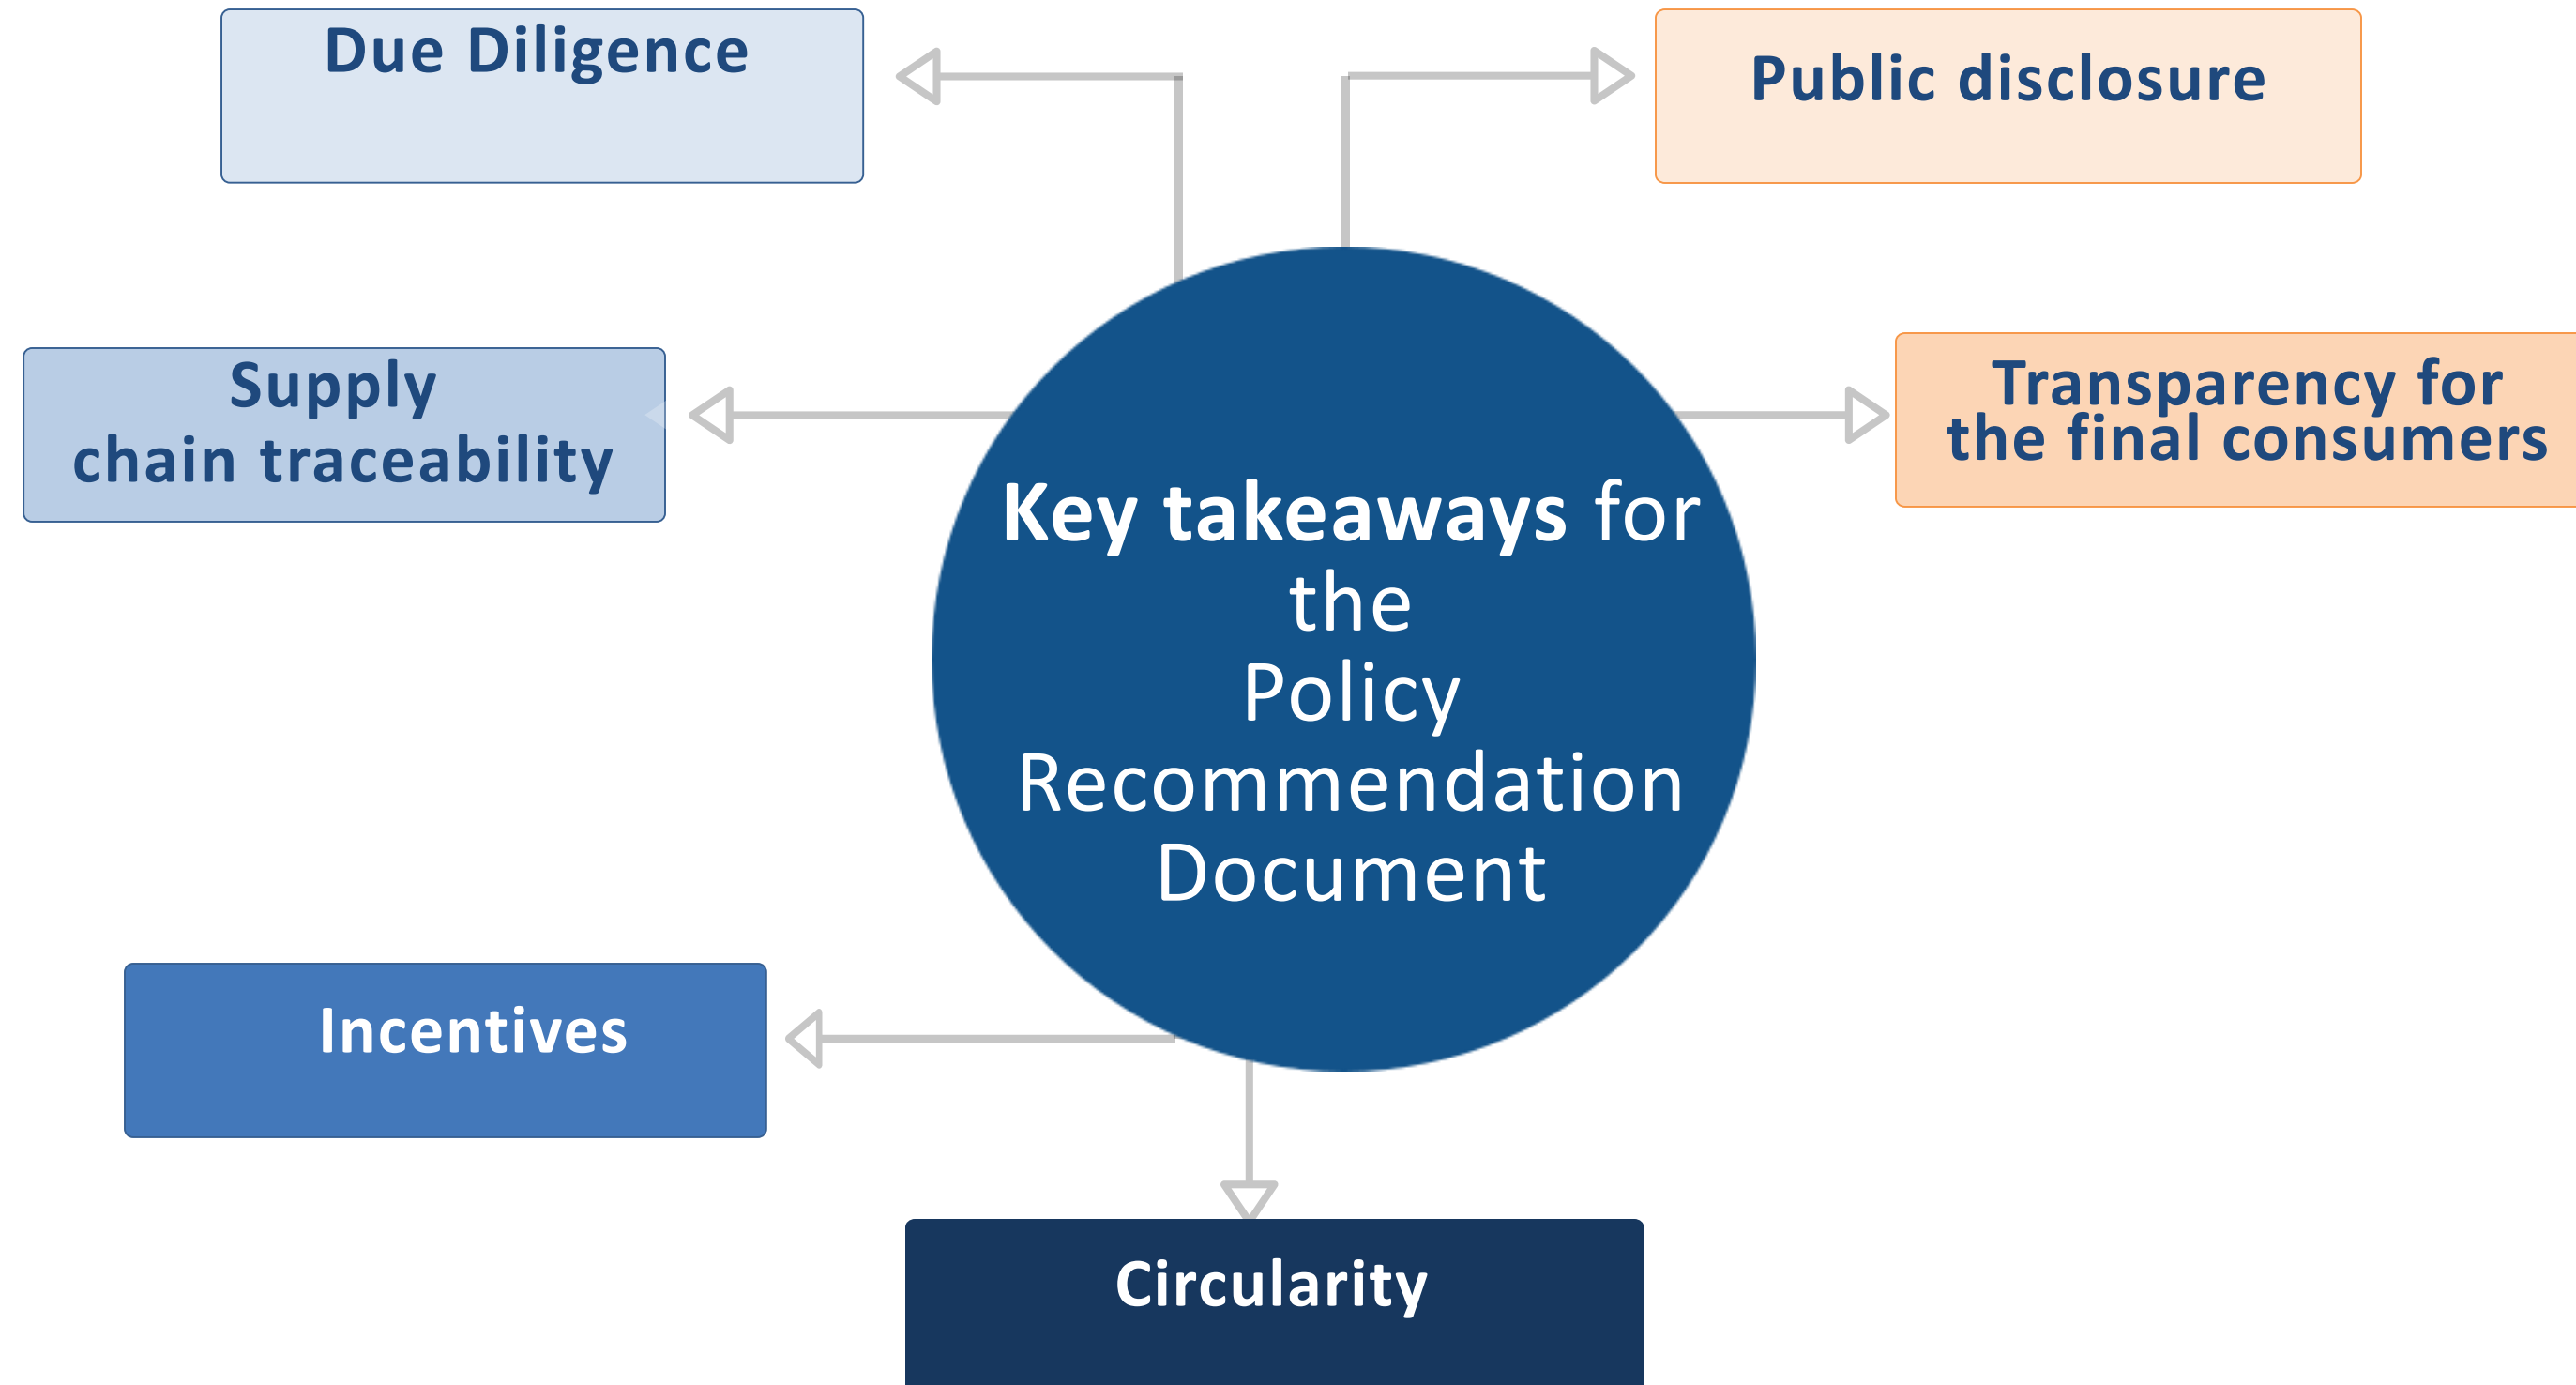 Due Diligence
Public disclosure
Supply
chain traceability
Transparency for
the final consumers
Key takeaways for
the
Policy
Recommendation
Document
Incentives
Circularity